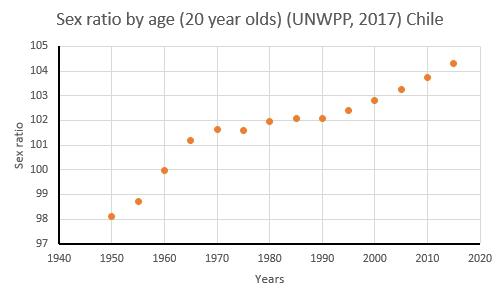 Sex ratio by age (20 year olds) (UNWPP, 2017) Chile
105
104
103
102
101
100
99
98
97
Sex ratio
1940 1950 1960 1970 1980 1990 2000 2010 2020
Years